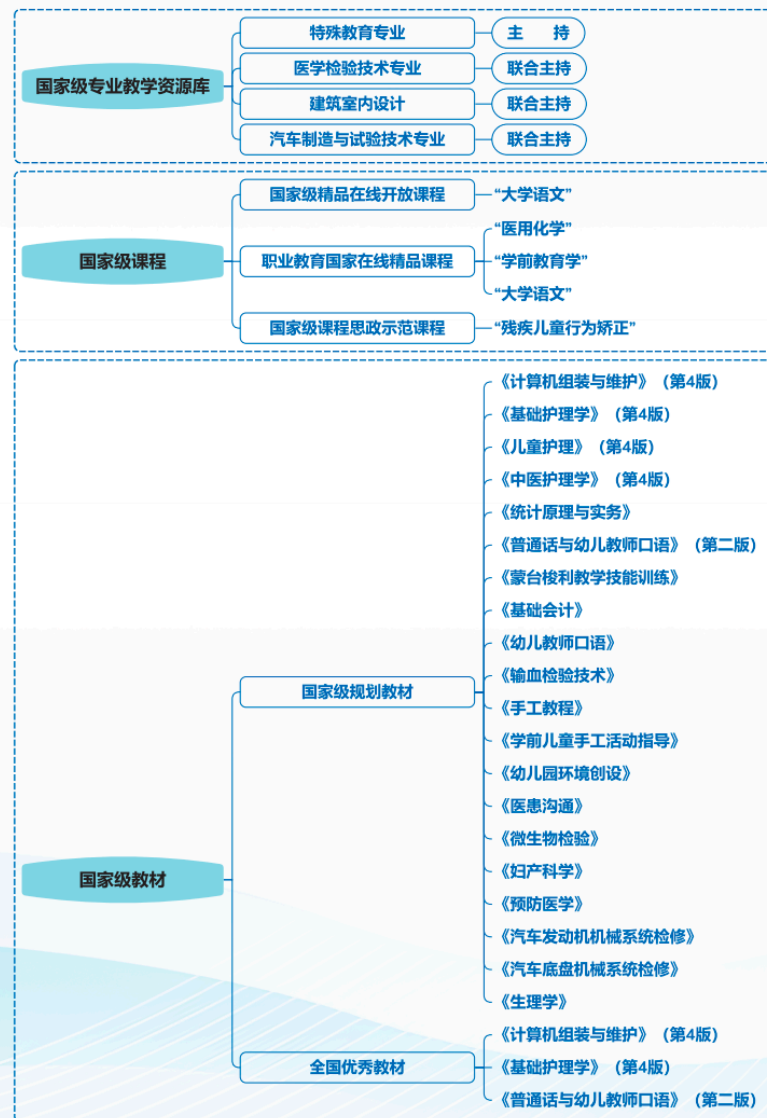 国家级专业教学资源库
特殊教育专业
主 持
医学检验技术专业
联合主持
建筑室内设计
联合主持
汽车制造与试验技术专业
联合主持
国家级课程
国家级精品在线开放课程
“大学语文”
职业教育国家在线精品课程
“医用化学”
“学前教育学”
“大学语文”
国家级课程思政示范课程
“残疾儿童行为矫正”
国家级教材
国家级规划教材
《计算机组装与维护》（第4版）
《基础护理学》（第4版）
《儿童护理》（第4版）
《中医护理学》（第4版）
《统计原理与实务》
《普通话与幼儿教师口语》（第二版）
《蒙台梭利教学技能训练》
《基础会计》
《幼儿教师口语》
《输血检验技术》
《手工教程》
《学前儿童手工活动指导》
《幼儿园环境创设》
《医患沟通》
《微生物检验》
《妇产科学》
《预防医学》
《汽车发动机机械系统检修》
《汽车底盘机械系统检修》
《生理学》
全国优秀教材
《计算机组装与维护》（第4版）
《基础护理学》（第4版）
《普通话与幼儿教师口语》（第二版）